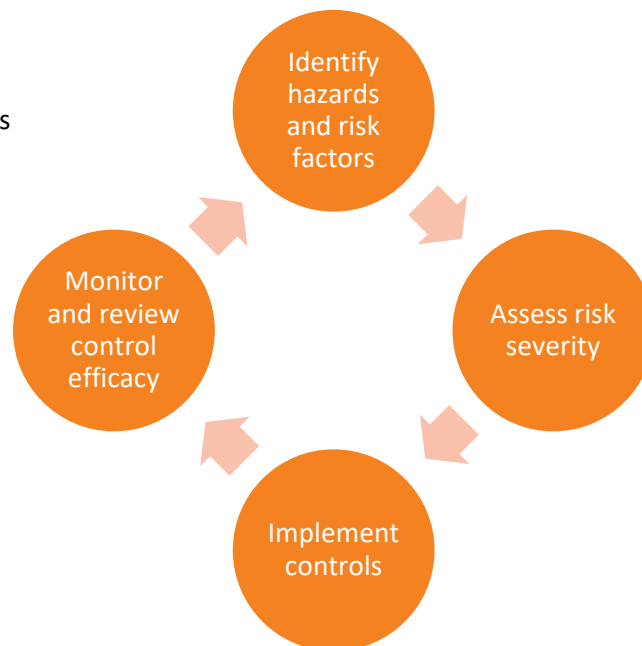 Identify
hazards
and risk
factors
s
Monitor
and review
control
efficacy
Assess risk
severity
Implement
controls